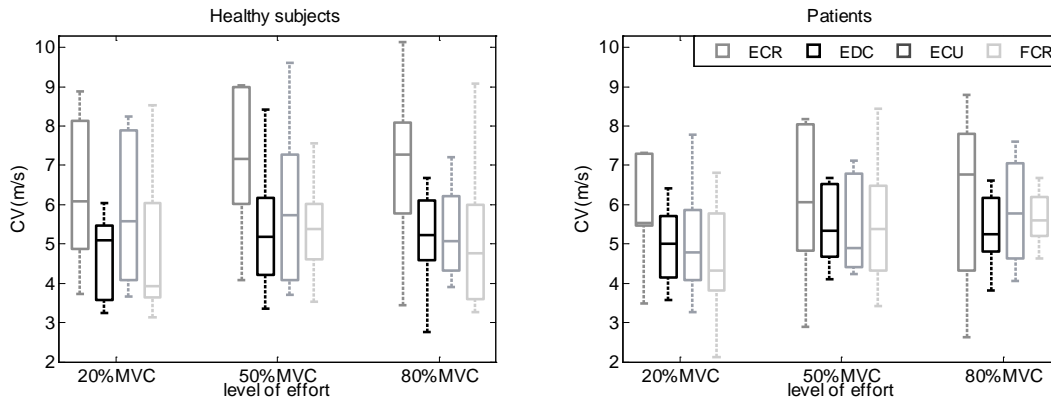 Healthy subjects
10
9
8
7
6
5
4
3
2
CV (m/s)
20%MVC 50%MVC 80%MVC
level of effort
Patients
ECR EDC ECU FCR
10
9
8
7
6
5
4
3
2
CV (m/s)
20%MVC 50%MVC 80%MVC
level of effort